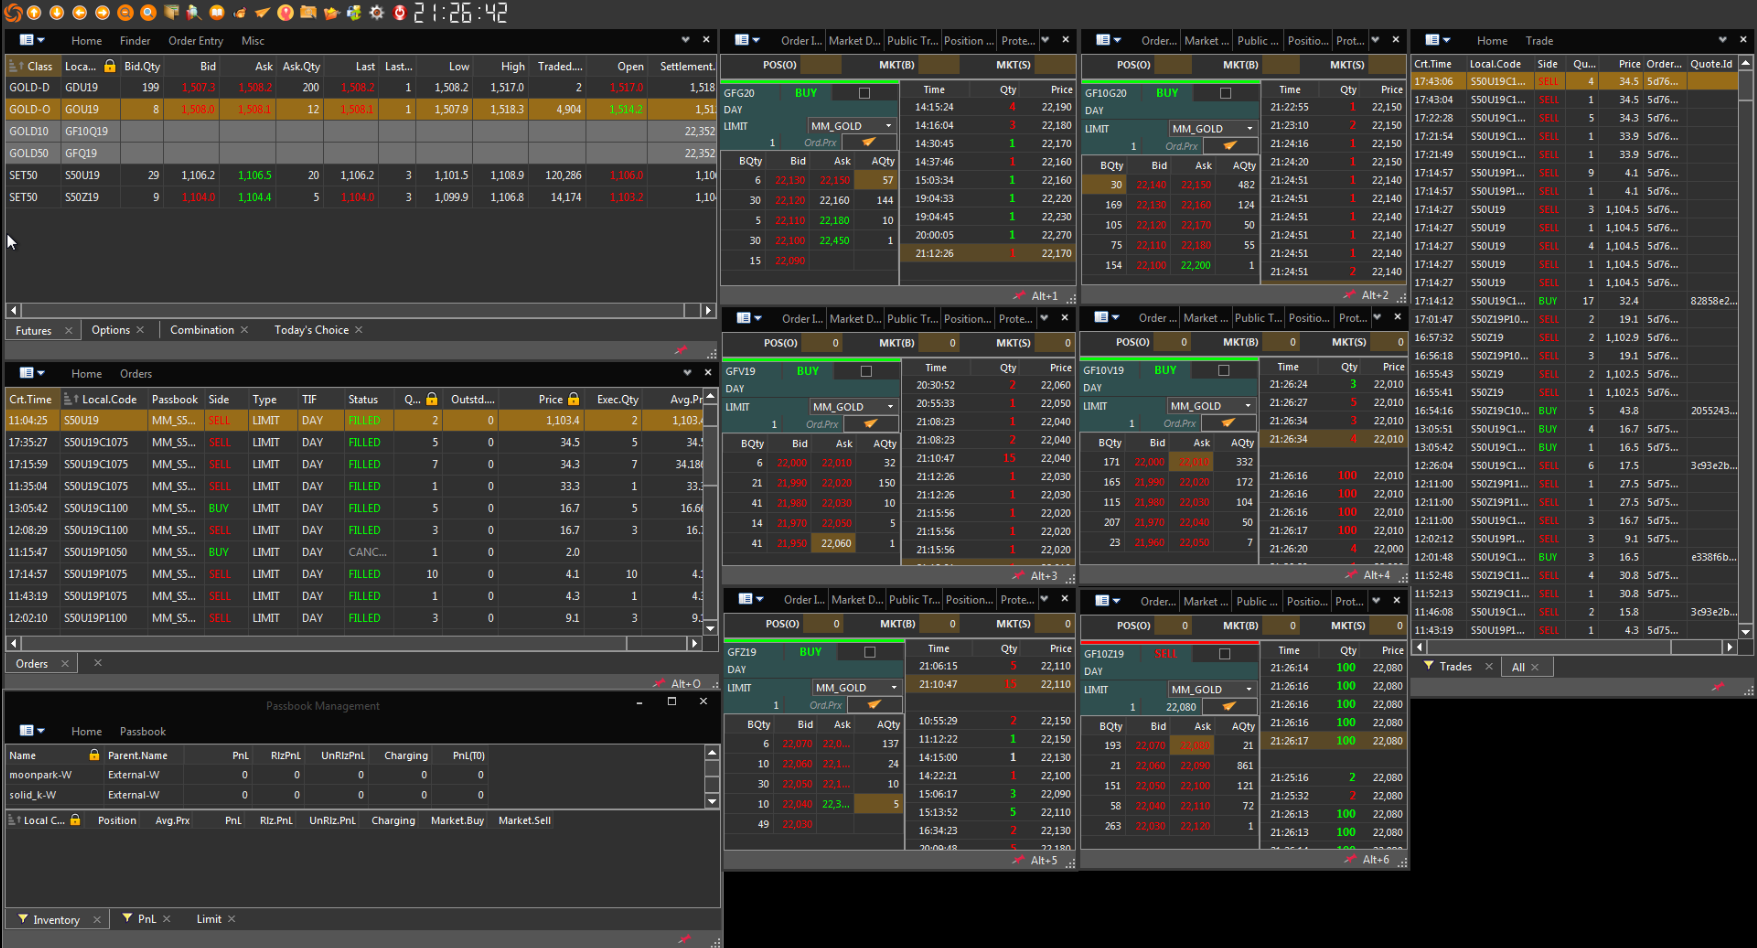 21:26:42
Home Finder Order Entry Misc
Class Loca... Bid.Qty Bid Ask Ask.Qty Last Last... Low High Traded.... Open Settlement.
GOLD-D GDU19 199 1,507.3 1,508.2 200 1,508.2 1 1,508.2 1,517.0 2 1,517.0 1,518
GOLD-O GOU19 8 1,508.0 1,508.1 12 1,508.1 1 1,507.9 1,518.3 4,904 1,514.2 1,51
GOLD10 GF10Q19 22,352
GOLD50 GFQ19 22,352
SET50 S50U19 29 1,106.2 1,106.5 20 1,106.2 3 1,101.5 1,108.9 120,286 1,106.0 1,10
SET50 S50Z19 9 1,104.0 1,104.4 5 1,104.0 3 1,099.9 1,106.8 14,174 1,103.2 1,10
Futures Options Combination Today's Choice
Home Orders
Crt.Time Local.Code Passbook Side Type TIF Status Q... Outstd.... Price Exec.Qty Avg.Pr
11:04:25 S50U19 MM_S5... SELL LIMIT DAY FILLED 2 0 1,103.4 2 1,103.4
17:35:27 S50U19C1075 MM_S5... SELL LIMIT DAY FILLED 5 0 34.5 5 34.5
17:15:59 S50U19C1075 MM_S5... SELL LIMIT DAY FILLED 7 0 34.3 7 34.186
11:35:04 S50U19C1075 MM_S5... SELL LIMIT DAY FILLED 1 0 33.3 1 33.3
13:05:42 S50U19C1100 MM_S5... BUY LIMIT DAY FILLED 5 0 16.7 5 16.66
12:08:29 S50U19C1100 MM_S5... SELL LIMIT DAY FILLED 3 0 16.7 3 16.7
11:15:47 S50U19P1050 MM_S5... BUY LIMIT DAY CANC... 1 0 2.0
17:14:57 S50U19P1075 MM_S5... SELL LIMIT DAY FILLED 10 0 4.1 10 4.1
11:43:19 S50U19P1075 MM_S5... SELL LIMIT DAY FILLED 1 0 4.3 1 4.3
12:02:10 S50U19P1100 MM_S5... SELL LIMIT DAY FILLED 3 0 9.1 3 9.1
Orders
Alt+O
Passbook Management
Home Passbook
Name Parent.Name PnL RlzPnL UnRlzPnL Charging PnL(T0)
moonpark-W External-W 0 0 0 0 0
solid_k-W External-W 0 0 0 0 0
Local C... Position Avg.Prx PnL Rlz.PnL UnRlz.PnL Charging Market.Buy Market.Sell
Inventory PnL Limit
Order I... Market D... Public Tr... Position ... Prote...
POS(O) MKT(B) MKT(S)
GFG20 BUY
DAY
LIMIT MM_GOLD
1 Ord.Prx
BQty Bid Ask AQty
6 22,130 22,150 57
30 22,120 22,160 144
5 22,110 22,180 10
30 22,100 22,450 1
15 22,090
Time Qty Price
14:15:24 4 22,190
14:16:04 3 22,180
14:30:45 1 22,170
14:37:46 1 22,160
15:03:34 1 22,160
19:04:33 1 22,220
19:04:45 1 22,230
20:00:05 1 22,270
21:12:26 1 22,170
Alt+1
Order... Market ... Public ... Positio... Prot...
POS(O) MKT(B) MKT(S)
GF10G20 BUY
DAY
LIMIT MM_GOLD
1 Ord.Prx
BQty Bid Ask AQty
30 22,140 22,150 482
169 22,130 22,160 124
105 22,120 22,170 50
75 22,110 22,180 55
154 22,100 22,200 1
Time Qty Price
21:22:55 1 22,150
21:23:10 2 22,150
21:24:16 1 22,150
21:24:20 1 22,150
21:24:51 1 22,140
21:24:51 1 22,140
21:24:51 1 22,140
21:24:51 1 22,140
21:24:51 1 22,140
21:24:51 2 22,140
Alt+2
Order I... Market D... Public Tr... Position... Prote...
POS(O) 0 MKT(B) 0 MKT(S) 0
GFV19 BUY
DAY
LIMIT MM_GOLD
1 Ord.Prx
BQty Bid Ask AQty
6 22,000 22,010 32
21 21,990 22,020 150
41 21,980 22,030 10
14 21,970 22,050 5
41 21,950 22,060 1
Time Qty Price
20:30:52 2 22,060
20:55:33 1 22,050
21:08:23 1 22,040
21:08:23 2 22,040
21:10:47 15 22,040
21:12:26 1 22,030
21:12:26 1 22,030
21:15:56 1 22,020
21:15:56 1 22,020
21:15:56 1 22,020
Alt+3
Order ... Market ... Public T... Positio... Prot...
POS(O) 0 MKT(B) 0 MKT(S) 0
GF10V19 BUY
DAY
LIMIT MM_GOLD
1 Ord.Prx
BQty Bid Ask AQty
171 22,000 22,010 332
165 21,990 22,020 172
115 21,980 22,030 104
207 21,970 22,040 50
23 21,960 22,050 7
Time Qty Price
21:26:24 3 22,010
21:26:27 5 22,010
21:26:34 3 22,010
21:26:34 4 22,010
21:26:16 100 22,010
21:26:16 100 22,010
21:26:16 100 22,010
21:26:17 100 22,010
21:26:20 4 22,000
Alt+4
Order I... Market D... Public Tr... Position... Prote...
POS(O) 0 MKT(B) 0 MKT(S) 0
GFZ19 BUY
DAY
LIMIT MM_GOLD
1 Ord.Prx
BQty Bid Ask AQty
6 22,070 22,0... 137
10 22,060 22,1... 24
30 22,050 22,1... 10
10 22,040 22,3... 5
49 22,030
Time Qty Price
21:06:15 5 22,110
21:10:47 15 22,110
10:55:29 2 22,150
11:12:22 1 22,150
14:15:00 1 22,130
14:22:21 1 22,100
15:06:17 3 22,090
15:13:52 5 22,110
16:34:23 2 22,130
20:09:48 5 22,180
Alt+5
Order... Market ... Public ... Positio... Prot...
POS(O) 0 MKT(B) 0 MKT(S) 0
GF10Z19 SELL
DAY
LIMIT MM_GOLD
1 22,080
BQty Bid Ask AQty
193 22,070 22,080 21
21 22,060 22,090 861
151 22,050 22,100 121
58 22,040 22,110 72
263 22,030 22,120 1
Time Qty Price
21:26:14 100 22,080
21:26:16 100 22,080
21:26:16 100 22,080
21:26:16 100 22,080
21:26:17 100 22,080
21:25:16 2 22,080
21:25:32 2 22,080
21:26:13 100 22,080
21:26:13 100 22,080
Alt+6
Home Trade
Crt.Time Local.Code Side Qu... Price Order... Quote.Id
17:43:06 S50U19C1... SELL 4 34.5 5d76...
17:43:04 S50U19C1... SELL 1 34.5 5d76...
17:22:28 S50U19C1... SELL 5 34.3 5d76...
17:21:54 S50U19C1... SELL 1 33.9 5d76...
17:21:49 S50U19C1... SELL 1 33.9 5d76...
17:14:57 S50U19P1... SELL 9 4.1 5d76...
17:14:57 S50U19P1... SELL 1 4.1 5d76...
17:14:27 S50U19 SELL 3 1,104.5 5d76...
17:14:27 S50U19 SELL 1 1,104.5 5d76...
17:14:27 S50U19 SELL 4 1,104.5 5d76...
17:14:27 S50U19 SELL 1 1,104.5 5d76...
17:14:27 S50U19 SELL 1 1,104.5 5d76...
17:14:12 S50U19C1... BUY 17 32.4 82858e2...
17:01:47 S50Z19P10... SELL 2 19.1 5d76...
16:57:32 S50Z19 SELL 2 1,102.9 5d76...
16:56:18 S50Z19P10... SELL 3 19.1 5d76...
16:55:43 S50Z19 SELL 2 1,102.5 5d76...
16:55:41 S50Z19 SELL 1 1,102.5 5d76...
16:54:16 S50Z19C10... BUY 5 43.8 2055243...
13:05:51 S50U19C1... BUY 4 16.7 5d75...
13:05:42 S50U19C1... BUY 1 16.5 5d75...
12:26:04 S50U19C1... SELL 6 17.5 3c93e2b...
12:11:00 S50Z19P11... SELL 1 27.5 5d75...
12:11:00 S50Z19P11... SELL 1 27.5 5d75...
12:11:00 S50U19C1... SELL 3 16.7 5d75...
12:02:12 S50U19P1... SELL 3 9.1 5d75...
12:01:48 S50U19C1... BUY 3 16.5 e338f6b...
11:52:48 S50Z19C11... SELL 4 30.8 5d75...
11:52:13 S50Z19C11... SELL 1 30.8 5d75...
11:46:08 S50U19C1... SELL 2 15.8 3c93e2...
11:43:19 S50U19P1... SELL 1 4.3 5d75...
Trades All